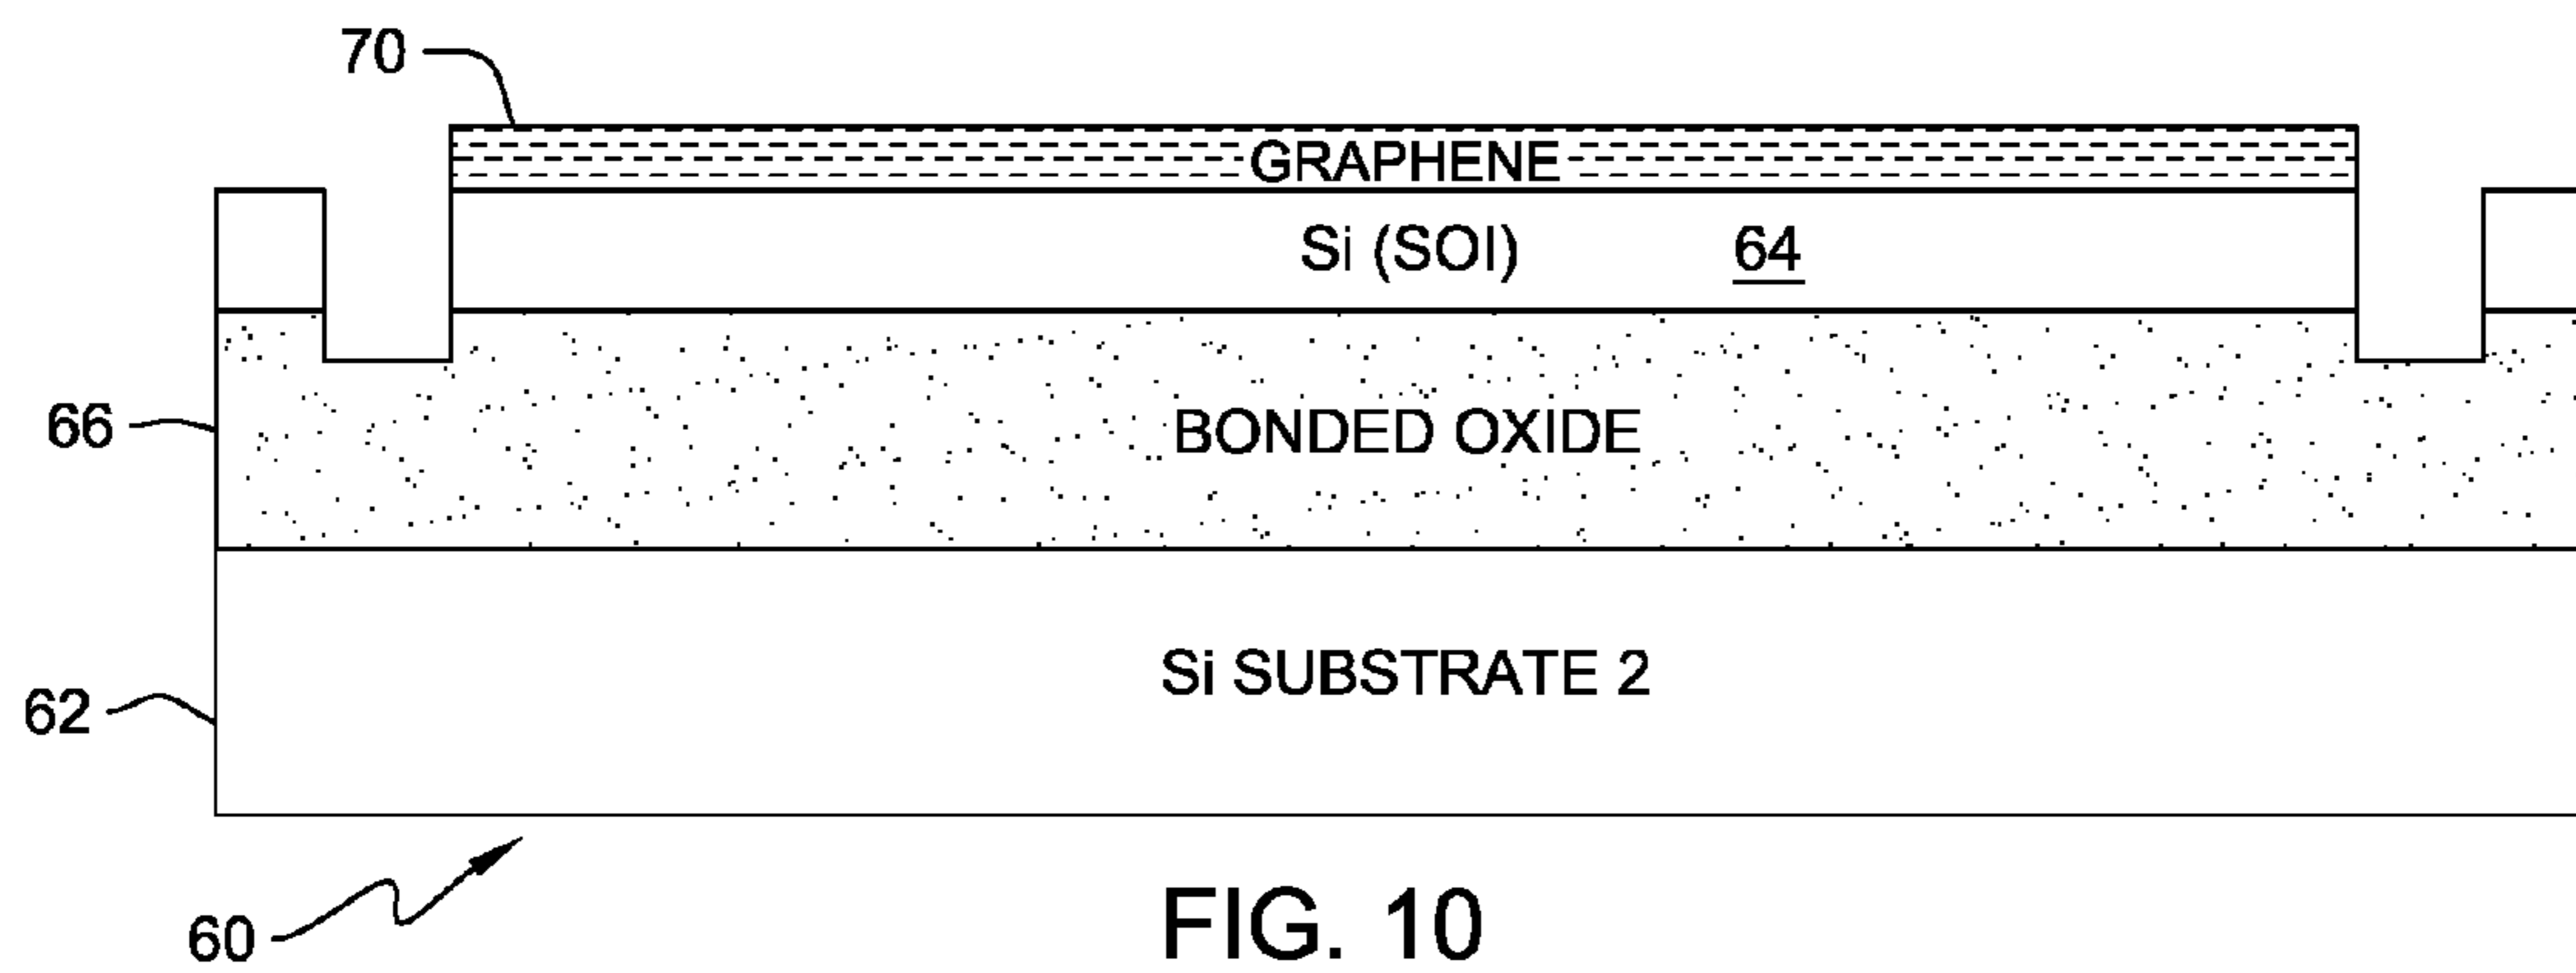 70
GRAPHENE
Si (SOI) 64
66
BONDED OXIDE
Si SUBSTRATE 2
62
60
FIG. 10